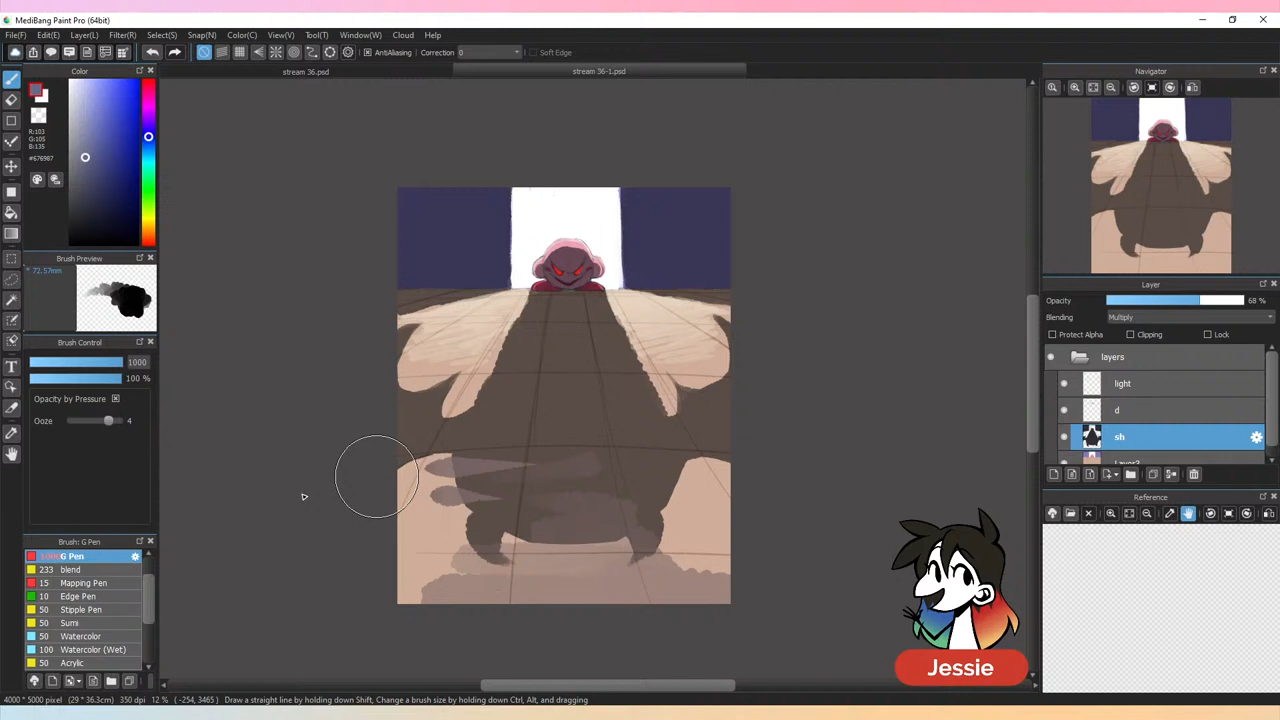 MediBang Paint Pro (64bit)
File(F) Edit(E) Layer(L) Filter(R) Select(S) Snap(N) Color(C) View(V) Tool(T) Window(W) Cloud Help
AntiAliasing Correction 0 Soft Edge
Color
stream 36.psd
stream 36-1.psd
Navigator
R:103
G:105
B:135
#676987
Brush Preview
* 72.57mm
Brush Control
1000
100 %
Opacity by Pressure
Ooze 4
Layer
Opacity 68 %
Blending Multiply
Protect Alpha Clipping Lock
layers
light
d
sh
Layer3
Reference
Brush: G Pen
1000 G Pen
233 blend
15 Mapping Pen
10 Edge Pen
50 Stipple Pen
50 Sumi
50 Watercolor
100 Watercolor (Wet)
50 Acrylic
Jessie
4000 * 5000 pixel (29 * 36.3cm) 350 dpi 12 % (-254, 3465) Draw a straight line by holding down Shift, Change a brush size by holding down Ctrl, Alt, and dragging